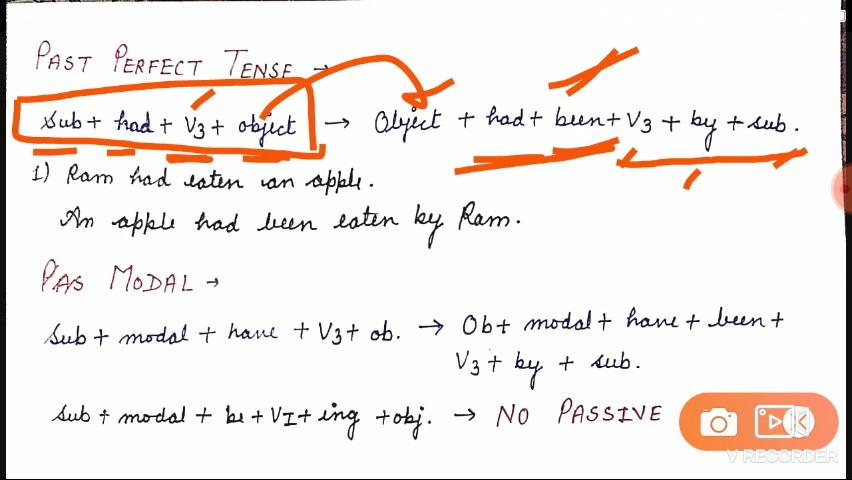 PAST PERFECT TENSE →
Sub + had + V3 + object → Object + had + been + V3 + by + sub.
1) Ram had eaten an apple.
An apple had been eaten by Ram.
PAS MODAL →
Sub + modal + have + V3 + ob. → Ob + modal + have + been +
V3 + by + sub.
Sub + modal + be + VI + ing + obj. → NO PASSIVE
V RECORDER